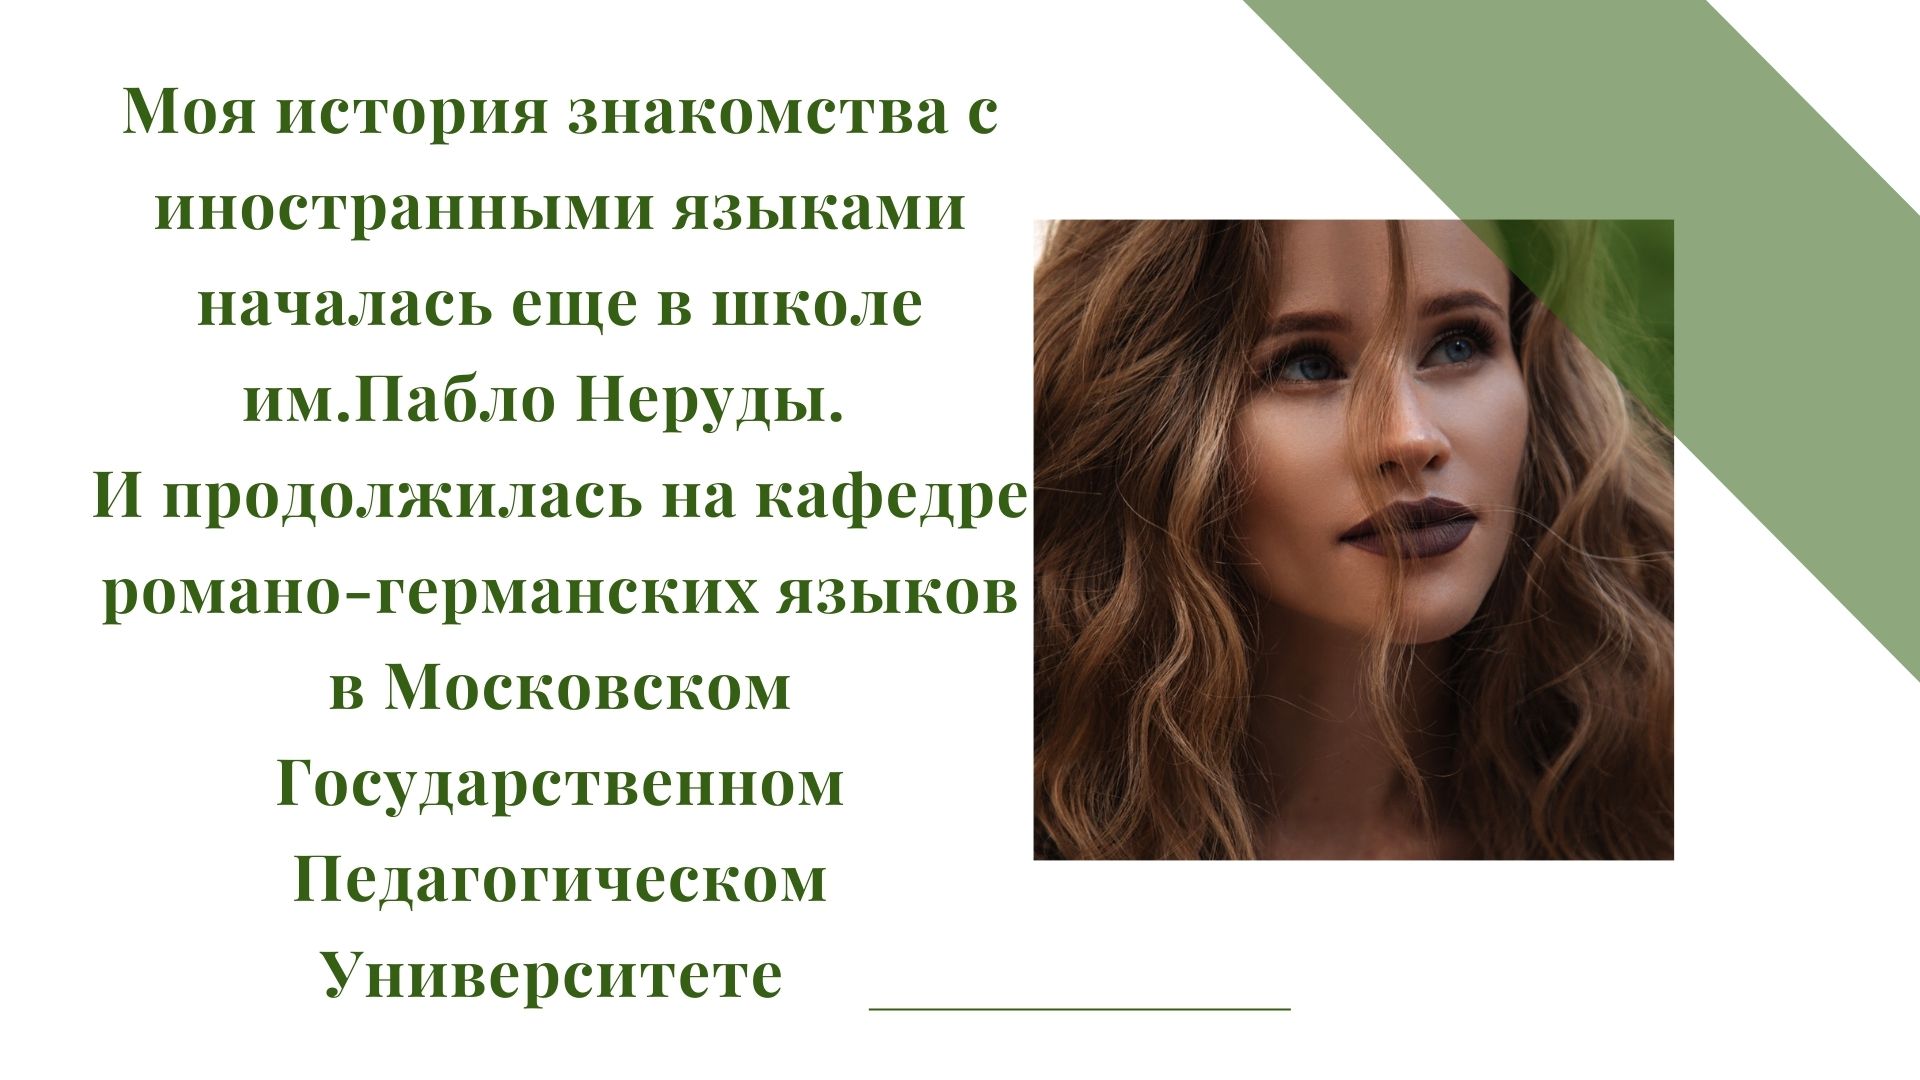 Моя история знакомства с
иностранными языками
началась еще в школе
им.Пабло Неруды.
И продолжилась на кафедре
романо-германских языков
в Московском
Государственном
Педагогическом
Университете